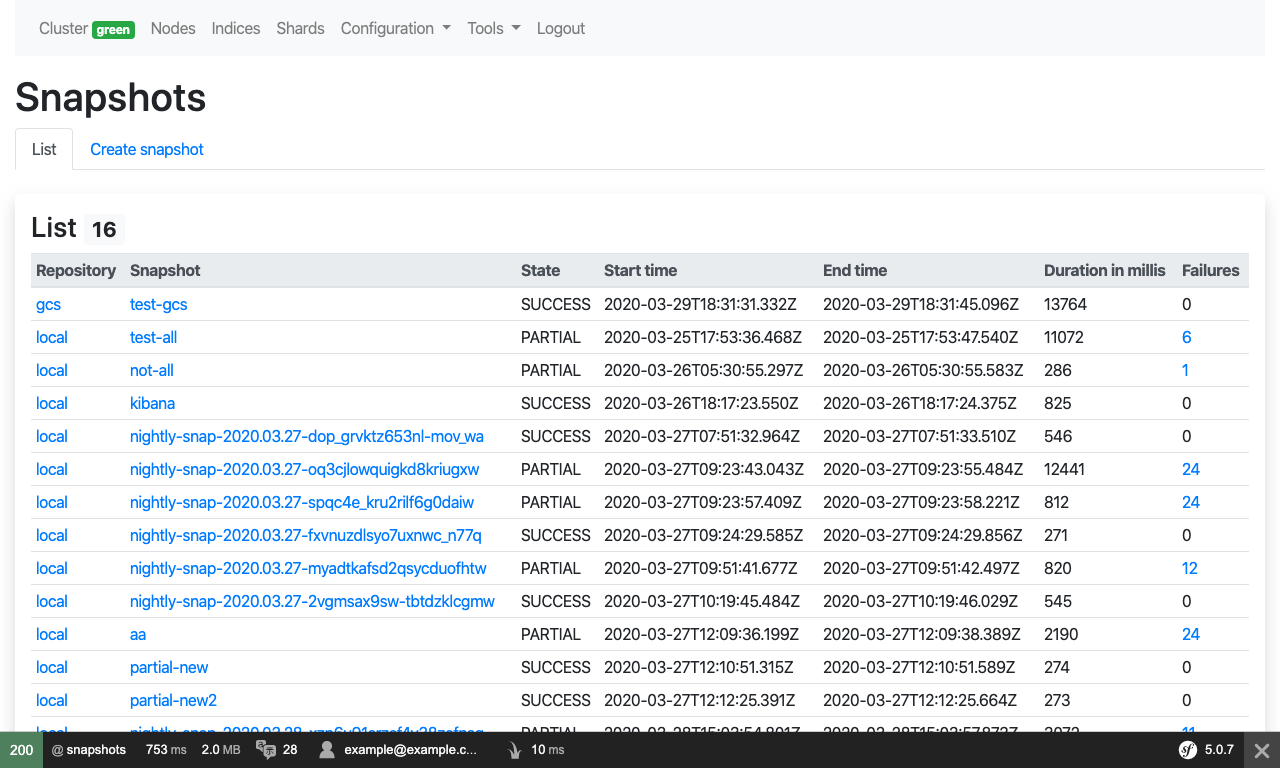 Cluster green Nodes Indices Shards Configuration Tools Logout
Snapshots
List Create snapshot
List 16
Repository Snapshot State Start time End time Duration in millis Failures
gcs test-gcs SUCCESS 2020-03-29T18:31:31.332Z 2020-03-29T18:31:45.096Z 13764 0
local test-all PARTIAL 2020-03-25T17:53:36.468Z 2020-03-25T17:53:47.540Z 11072 6
local not-all PARTIAL 2020-03-26T05:30:55.297Z 2020-03-26T05:30:55.583Z 286 1
local kibana SUCCESS 2020-03-26T18:17:23.550Z 2020-03-26T18:17:24.375Z 825 0
local nightly-snap-2020.03.27-dop_grvktz653nl-mov_wa SUCCESS 2020-03-27T07:51:32.964Z 2020-03-27T07:51:33.510Z 546 0
local nightly-snap-2020.03.27-oq3cjlowquigkd8kriugxw PARTIAL 2020-03-27T09:23:43.043Z 2020-03-27T09:23:55.484Z 12441 24
local nightly-snap-2020.03.27-spqc4e_kru2rilf6g0daiw PARTIAL 2020-03-27T09:23:57.409Z 2020-03-27T09:23:58.221Z 812 24
local nightly-snap-2020.03.27-fxvnuzdlsyo7uxnwc_n77q SUCCESS 2020-03-27T09:24:29.585Z 2020-03-27T09:24:29.856Z 271 0
local nightly-snap-2020.03.27-myadtkafsd2qsycduofhtw PARTIAL 2020-03-27T09:51:41.677Z 2020-03-27T09:51:42.497Z 820 12
local nightly-snap-2020.03.27-2vgmsax9sw-tbtdzklcgmw SUCCESS 2020-03-27T10:19:45.484Z 2020-03-27T10:19:46.029Z 545 0
local aa PARTIAL 2020-03-27T12:09:36.199Z 2020-03-27T12:09:38.389Z 2190 24
local partial-new SUCCESS 2020-03-27T12:10:51.315Z 2020-03-27T12:10:51.589Z 274 0
local partial-new2 SUCCESS 2020-03-27T12:12:25.391Z 2020-03-27T12:12:25.664Z 273 0
local PARTIAL
200 @ snapshots 753 ms 2.0 MB 28 example@example.c... 10 ms 5.0.7